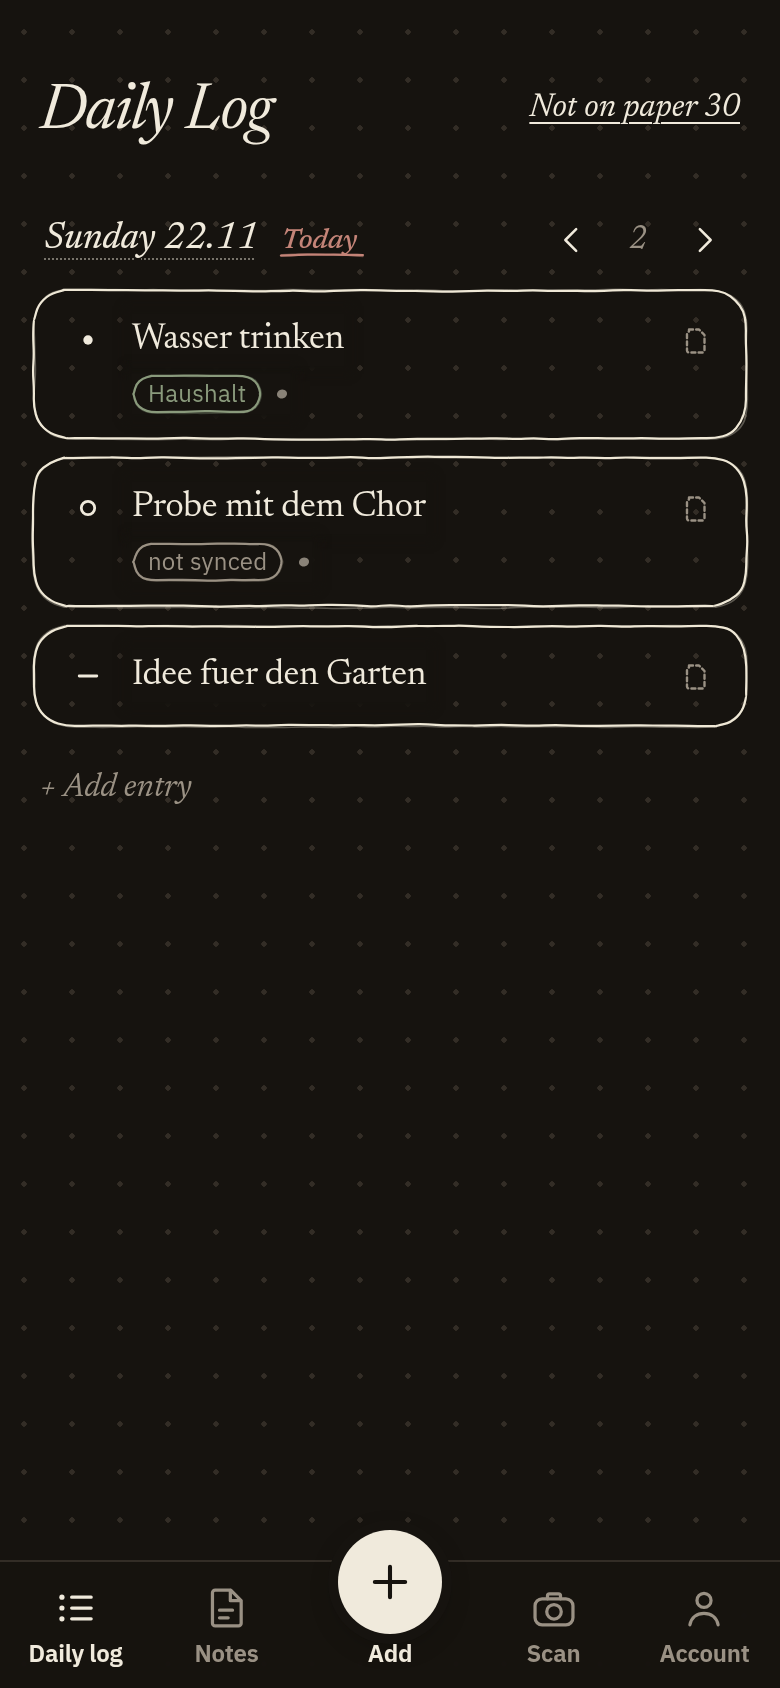 Daily Log
Not on paper 30
Sunday 22.11 Today 2
Wasser trinken
Haushalt
Probe mit dem Chor
not synced
Idee fuer den Garten
+ Add entry
Daily log Notes Add Scan Account